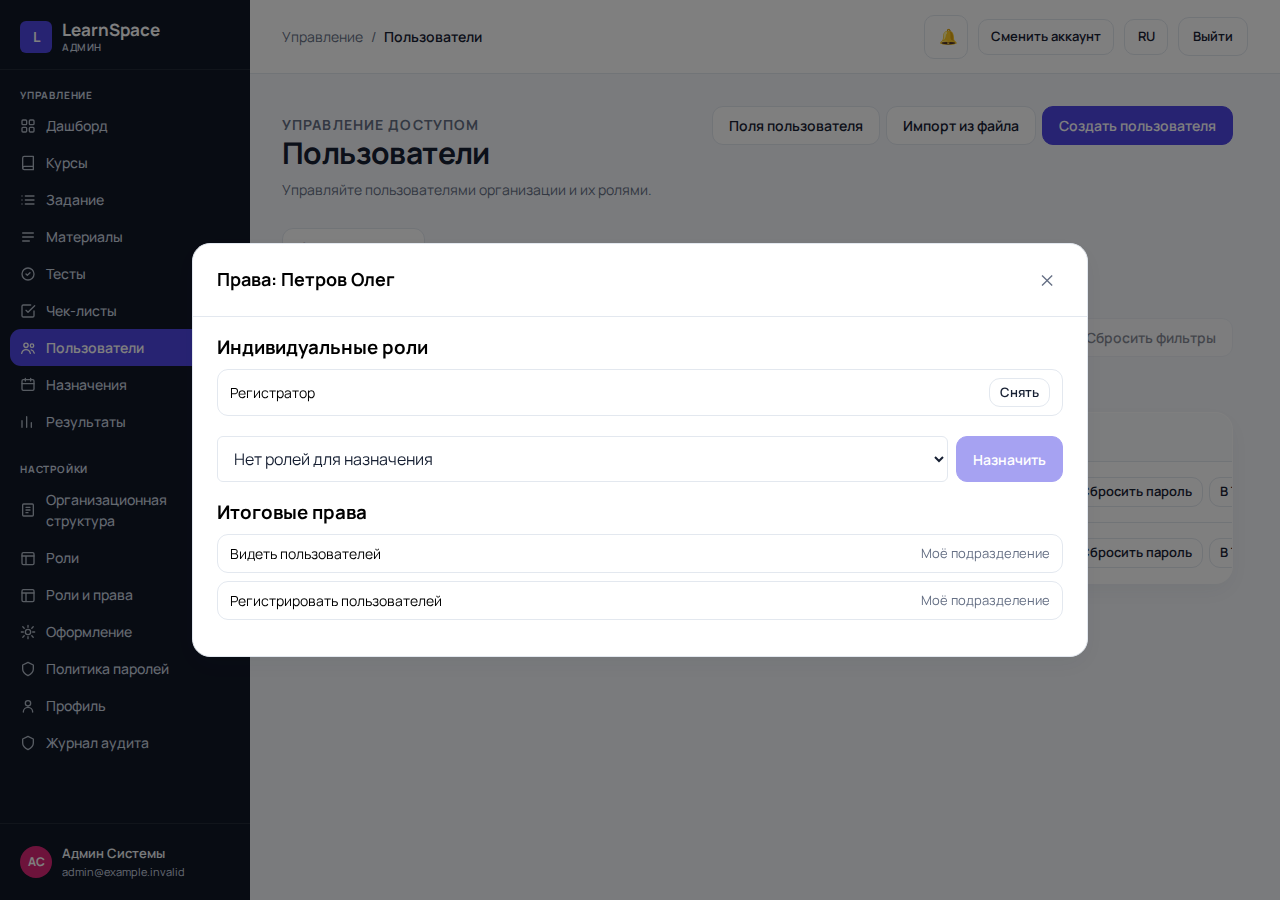 L
LearnSpace
АДМИН
УПРАВЛЕНИЕ
Дашборд
Курсы
Задание
Материалы
Тесты
Чек-листы
Пользователи
Назначения
Результаты
НАСТРОЙКИ
Организационная
структура
Роли
Роли и права
Оформление
Политика паролей
Профиль
Журнал аудита
АС
Админ Системы
admin@example.invalid
Управление / Пользователи
Сменить аккаунт
RU
Выйти
УПРАВЛЕНИЕ ДОСТУПОМ
Пользователи
Управляйте пользователями организации и их ролями.
Поля пользователя
Импорт из файла
Создать пользователя
Сбросить фильтры
Сбросить пароль
Сбросить пароль
Права: Петров Олег
Индивидуальные роли
Регистратор
Снять
Нет ролей для назначения
Назначить
Итоговые права
Видеть пользователей
Моё подразделение
Регистрировать пользователей
Моё подразделение